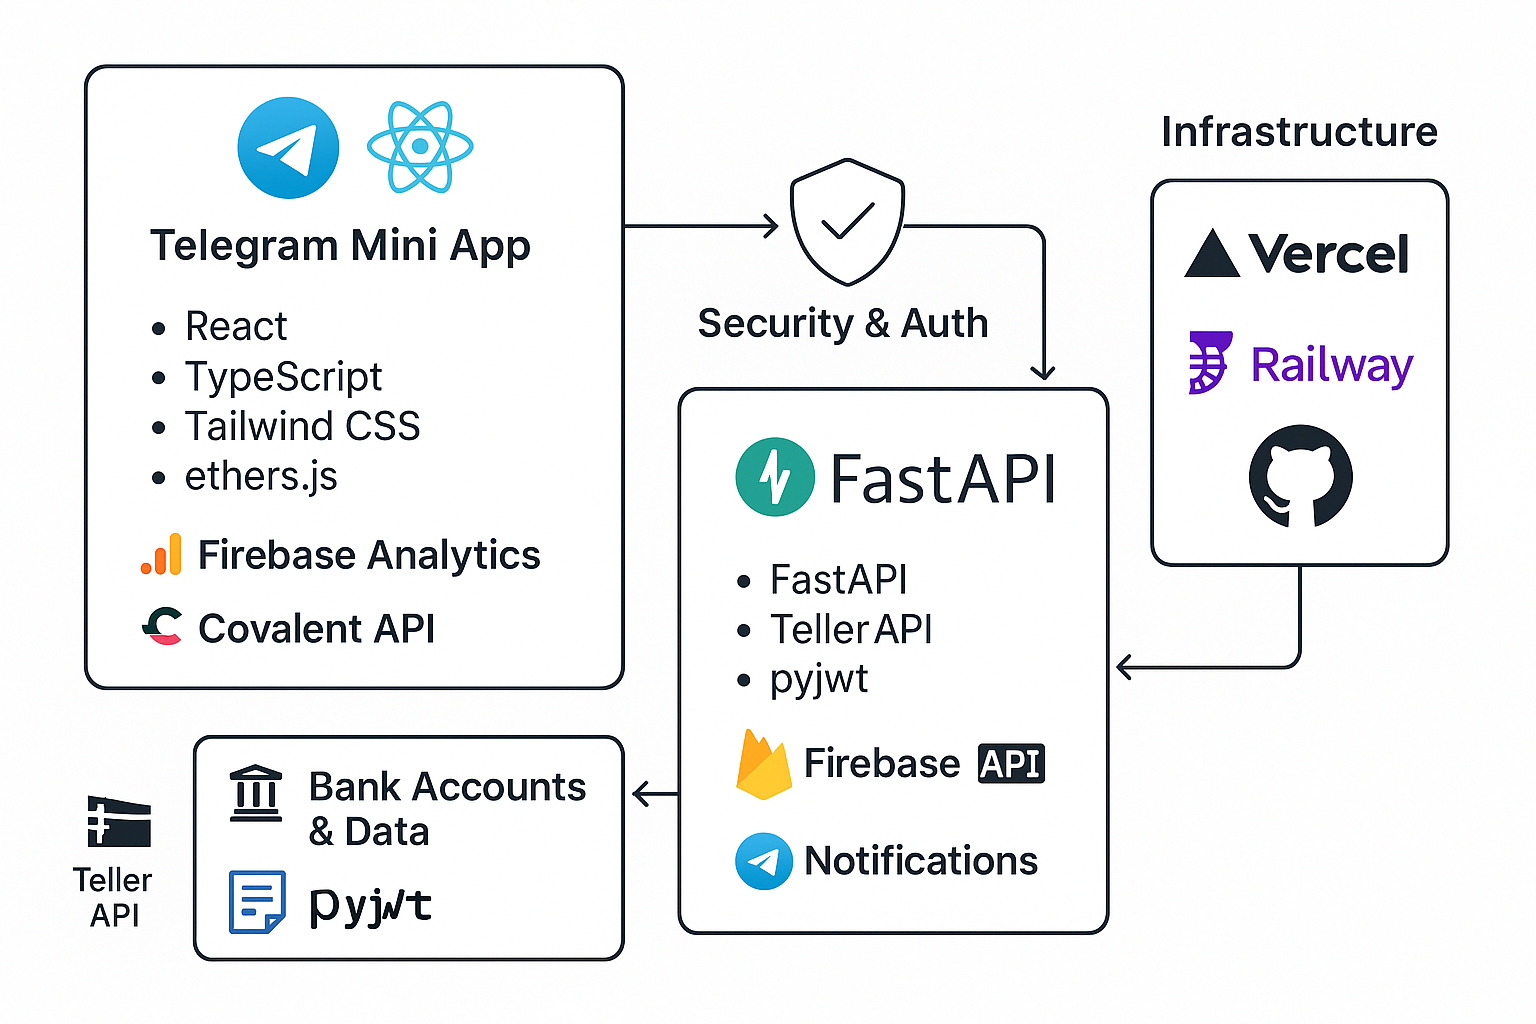 Telegram Mini App
• React
• TypeScript
• Tailwind CSS
• ethers.js
Firebase Analytics
Covalent API
Security & Auth
Infrastructure
Vercel
Railway
FastAPI
• FastAPI
• Teller API
• pyjwt
Firebase API
Notifications
Bank Accounts
& Data
pyjwt
Teller
API